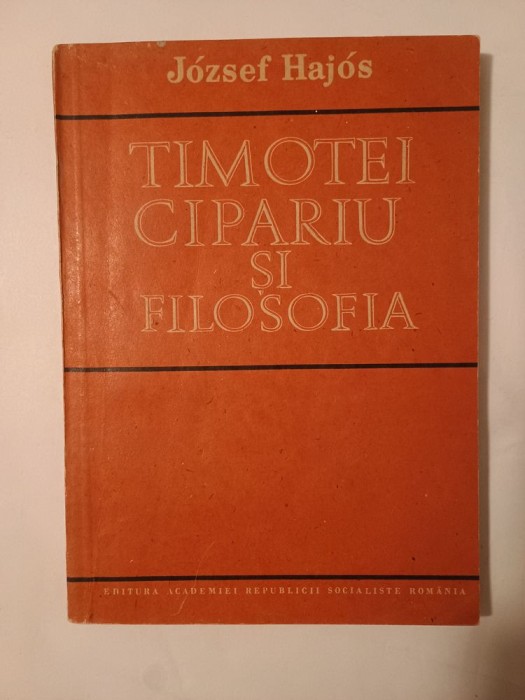 József Hajós
TIMOTEI
CIPARIU
ȘI
FILOSOFIA
EDITURA ACADEMIEI REPUBLICII SOCIALISTE ROMÂNIA